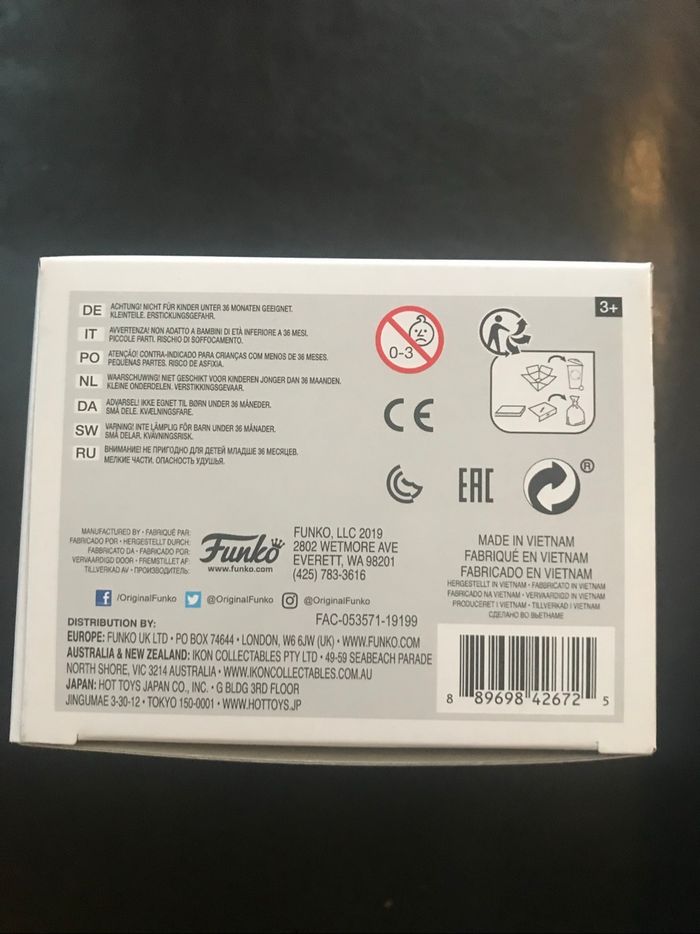 3+
DE ACHTUNG! NICHT FÜR KINDER UNTER 36 MONATEN GEEIGNET.
KLEINTEILE. ERSTICKUNGSGEFAHR.
IT AVVERTENZA! NON ADATTO A BAMBINI DI ETÀ INFERIORE A 36 MESI.
PICCOLE PARTI. RISCHIO DI SOFFOCAMENTO.
PO ATENÇÃO! CONTRA-INDICADO PARA CRIANÇAS COM MENOS DE 36 MESES.
PEQUENAS PARTES. RISCO DE ASFIXIA.
NL WAARSCHUWING! NIET GESCHIKT VOOR KINDEREN JONGER DAN 36 MAANDEN.
KLEINE ONDERDELEN. VERSTIKKINGSGEVAAR.
DA ADVARSEL! IKKE EGNET TIL BØRN UNDER 36 MÅNEDER.
SMÅ DELE. KVÆLNINGSFARE.
SW VARNING! INTE LÄMPLIG FÖR BARN UNDER 36 MÅNADER.
SMÅ DELAR. KVÄVNINGSRISK.
RU ВНИМАНИЕ! НЕ ПРИГОДНО ДЛЯ ДЕТЕЙ МЛАДШЕ 36 МЕСЯЦЕВ.
МЕЛКИЕ ЧАСТИ. ОПАСНОСТЬ УДУШЬЯ.
0-3
CE
EAC
®
MANUFACTURED BY • FABRIQUÉ PAR:
FABRICADO POR • HERGESTELLT DURCH:
FABBRICATO DA • FABRICADO POR:
VERVAARDIGD DOOR • FREMSTILLET AF:
TILLVERKAD AV • ПРОИЗВОДИТЕЛЬ:
Funko
www.funko.com
FUNKO, LLC 2019
2802 WETMORE AVE
EVERETT, WA 98201
(425) 783-3616
/OriginalFunko @OriginalFunko @OriginalFunko
FAC-053571-19199
DISTRIBUTION BY:
EUROPE: FUNKO UK LTD • PO BOX 74644 • LONDON, W6 6JW (UK) • WWW.FUNKO.COM
AUSTRALIA & NEW ZEALAND: IKON COLLECTABLES PTY LTD • 49-59 SEABEACH PARADE
NORTH SHORE, VIC 3214 AUSTRALIA • WWW.IKONCOLLECTABLES.COM.AU
JAPAN: HOT TOYS JAPAN CO., INC. • G BLDG 3RD FLOOR
JINGUMAE 3-30-12 • TOKYO 150-0001 • WWW.HOTTOYS.JP
MADE IN VIETNAM
FABRIQUÉ EN VIETNAM
FABRICADO EN VIETNAM
HERGESTELLT IN VIETNAM • FABBRICATO IN VIETNAM
FABRICADO NA VIETNAM • VERVAARDIGD IN VIETNAM
PRODUCERET I VIETNAM • TILLVERKAD I VIETNAM
СДЕЛАНО ВО ВЬЕТНАМЕ
8 89698 42672 5